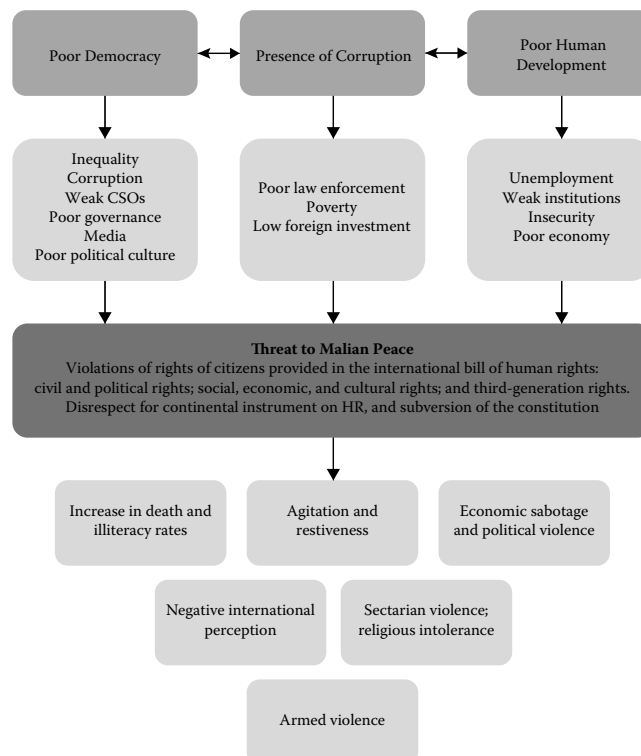 Poor Democracy
Presence of Corruption
Poor Human
Development
Inequality
Corruption
Weak CSOs
Poor governance
Media
Poor political culture
Poor law enforcement
Poverty
Low foreign investment
Unemployment
Weak institutions
Insecurity
Poor economy
Threat to Malian Peace
Violations of rights of citizens provided in the international bill of human rights:
civil and political rights; social, economic, and cultural rights; and third-generation rights.
Disrespect for continental instrument on HR, and subversion of the constitution
Increase in death and
illiteracy rates
Agitation and
restiveness
Economic sabotage
and political violence
Negative international
perception
Sectarian violence;
religious intolerance
Armed violence